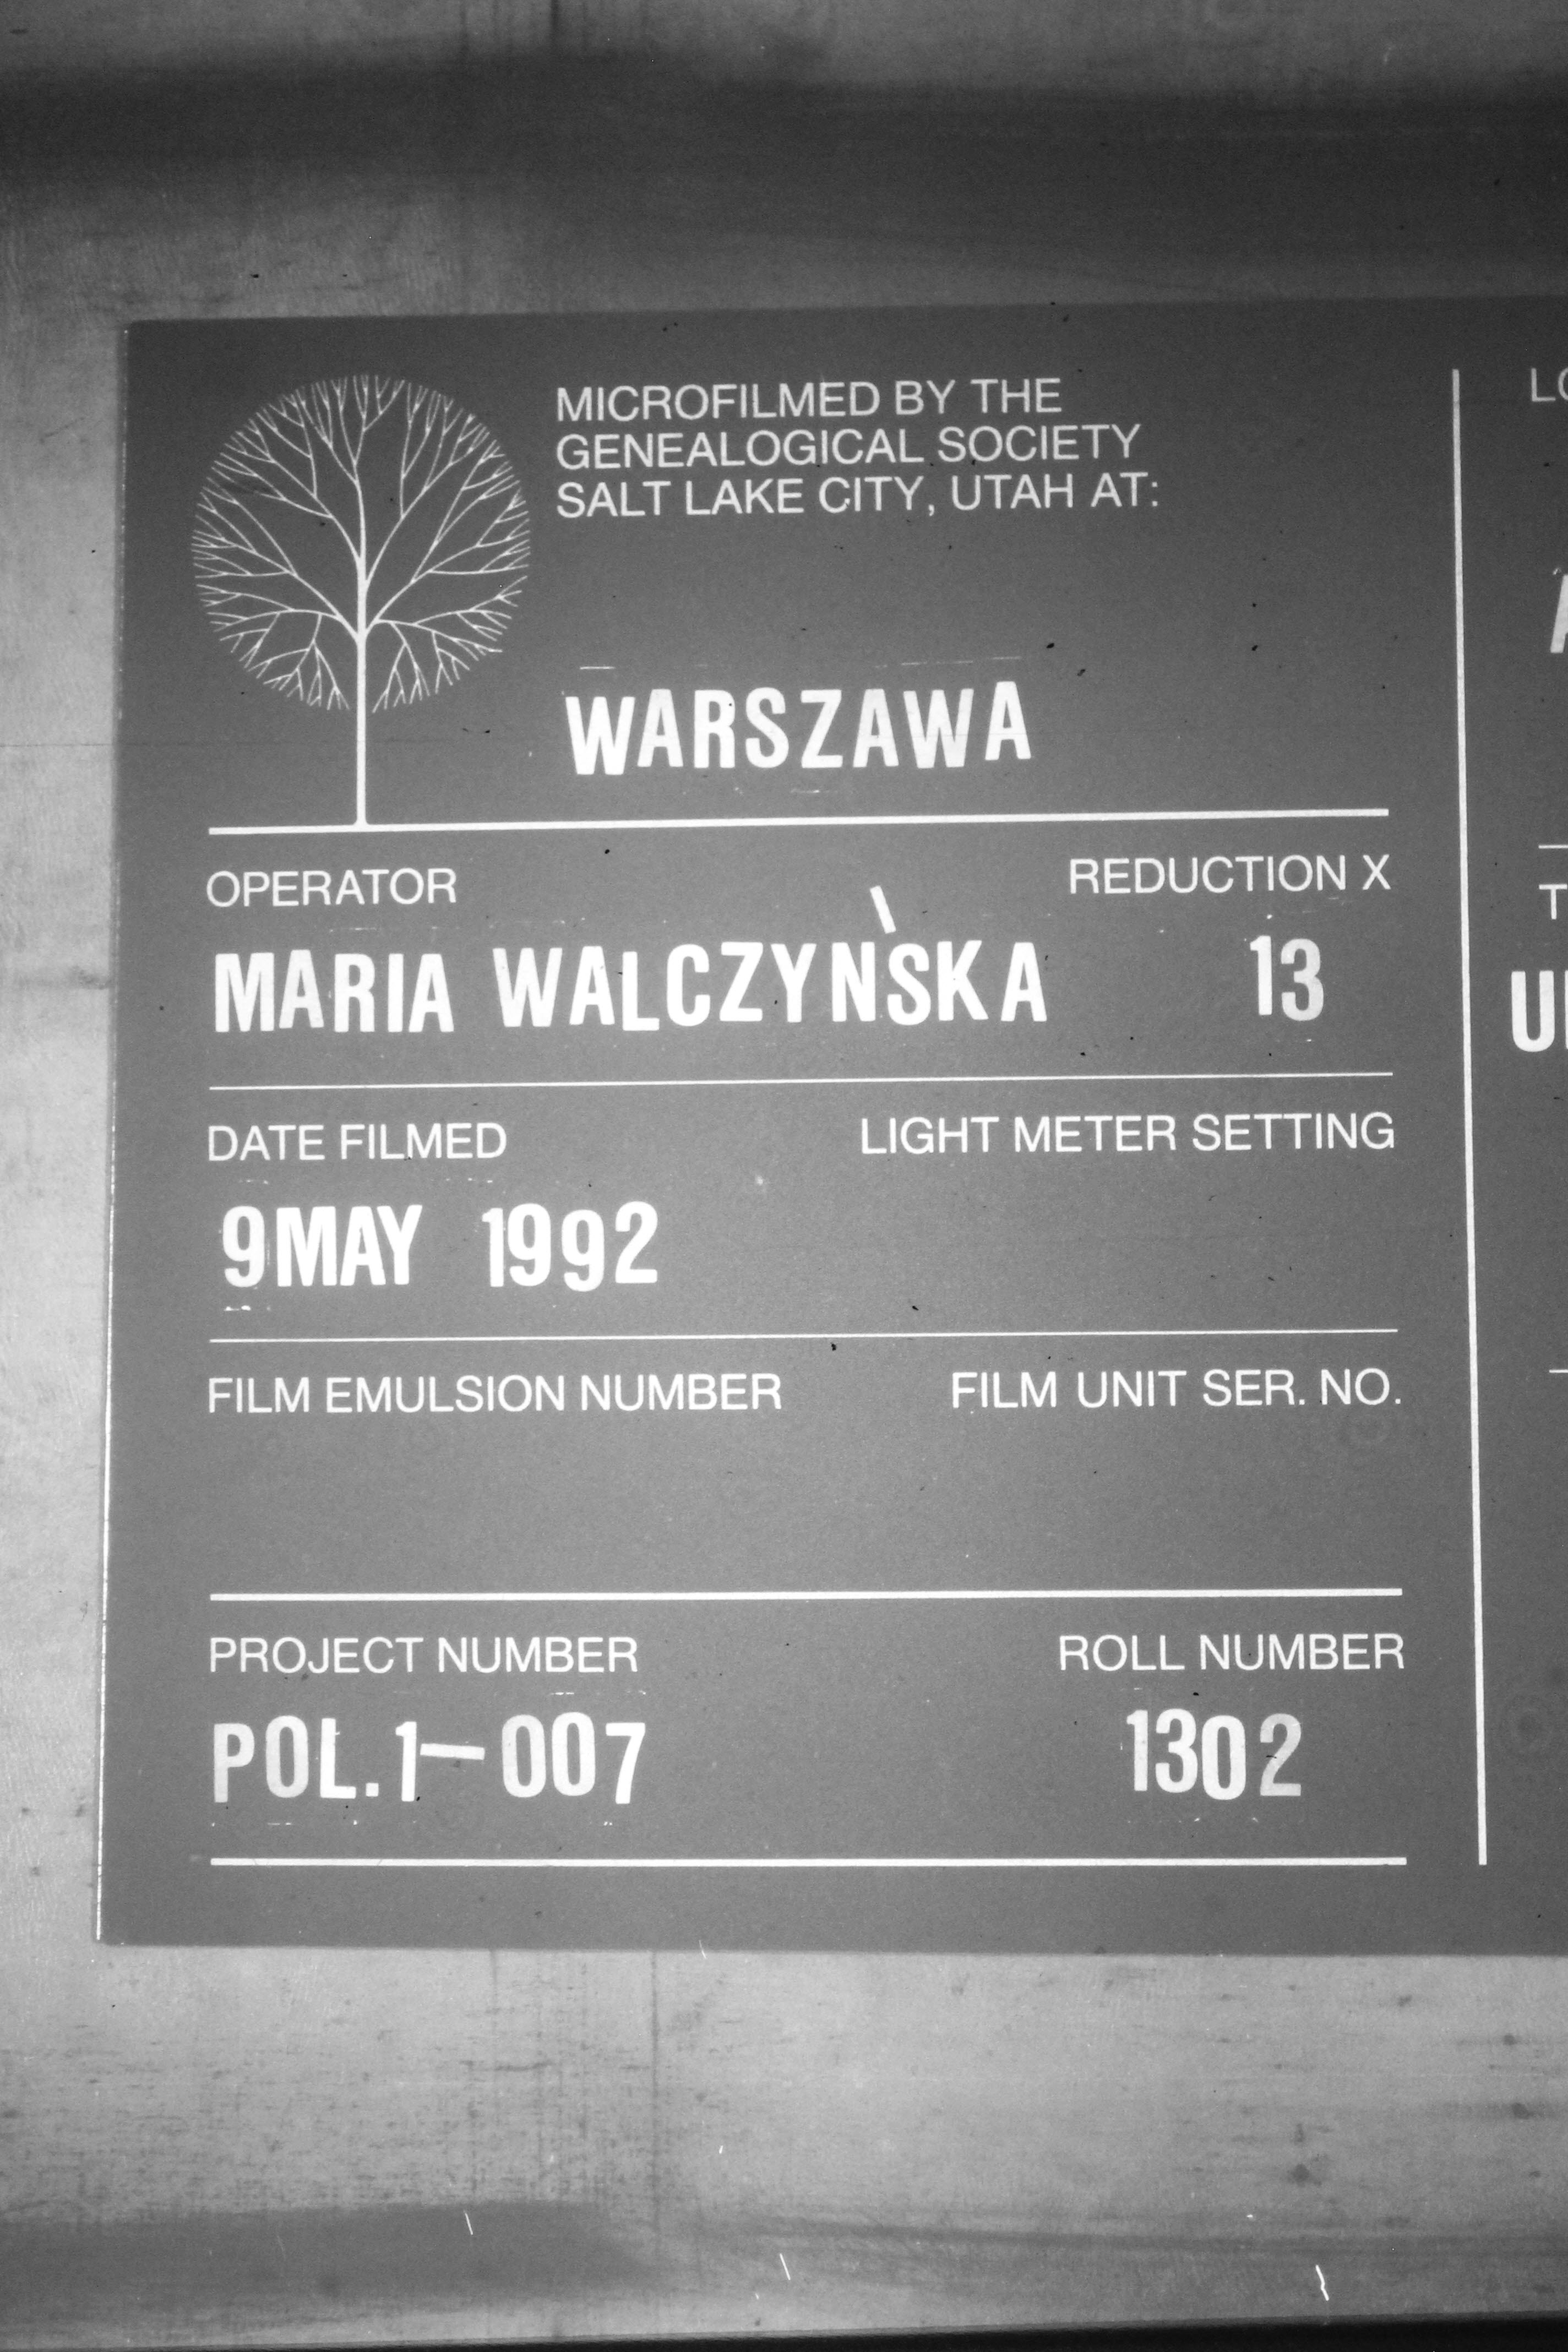 MICROFILMED BY THE
GENEALOGICAL SOCIETY
SALT LAKE CITY, UTAH AT:
WARSZAWA
OPERATOR REDUCTION X
MARIA WALCZYŃSKA 13
DATE FILMED LIGHT METER SETTING
9MAY 1992
FILM EMULSION NUMBER FILM UNIT SER. NO.
PROJECT NUMBER ROLL NUMBER
POL.1—007 1302